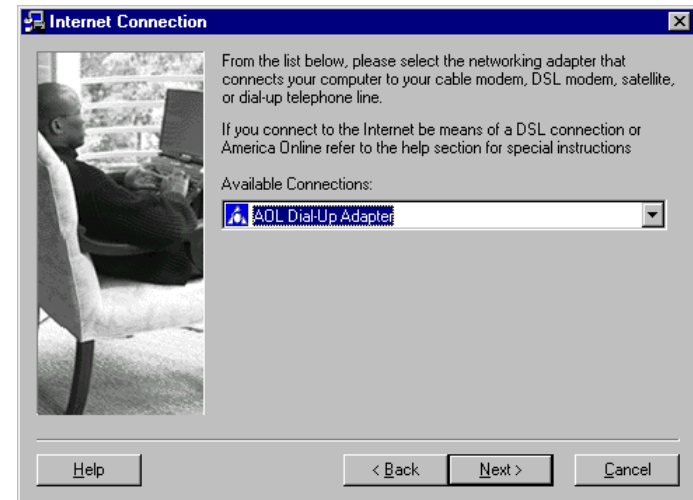 Internet Connection
From the list below, please select the networking adapter that
connects your computer to your cable modem, DSL modem, satellite,
or dial-up telephone line.
If you connect to the Internet be means of a DSL connection or
America Online refer to the help section for special instructions
Available Connections:
AOL Dial-Up Adapter
Help
< Back
Next >
Cancel